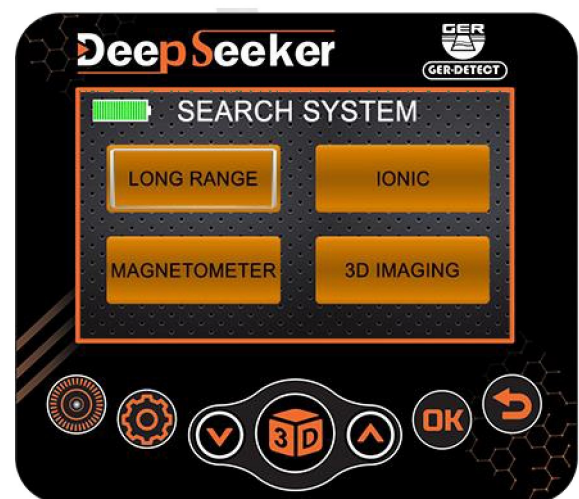 DeepSeeker
GER
GER-DETECT
SEARCH SYSTEM
LONG RANGE
IONIC
MAGNETOMETER
3D IMAGING
3D
OK